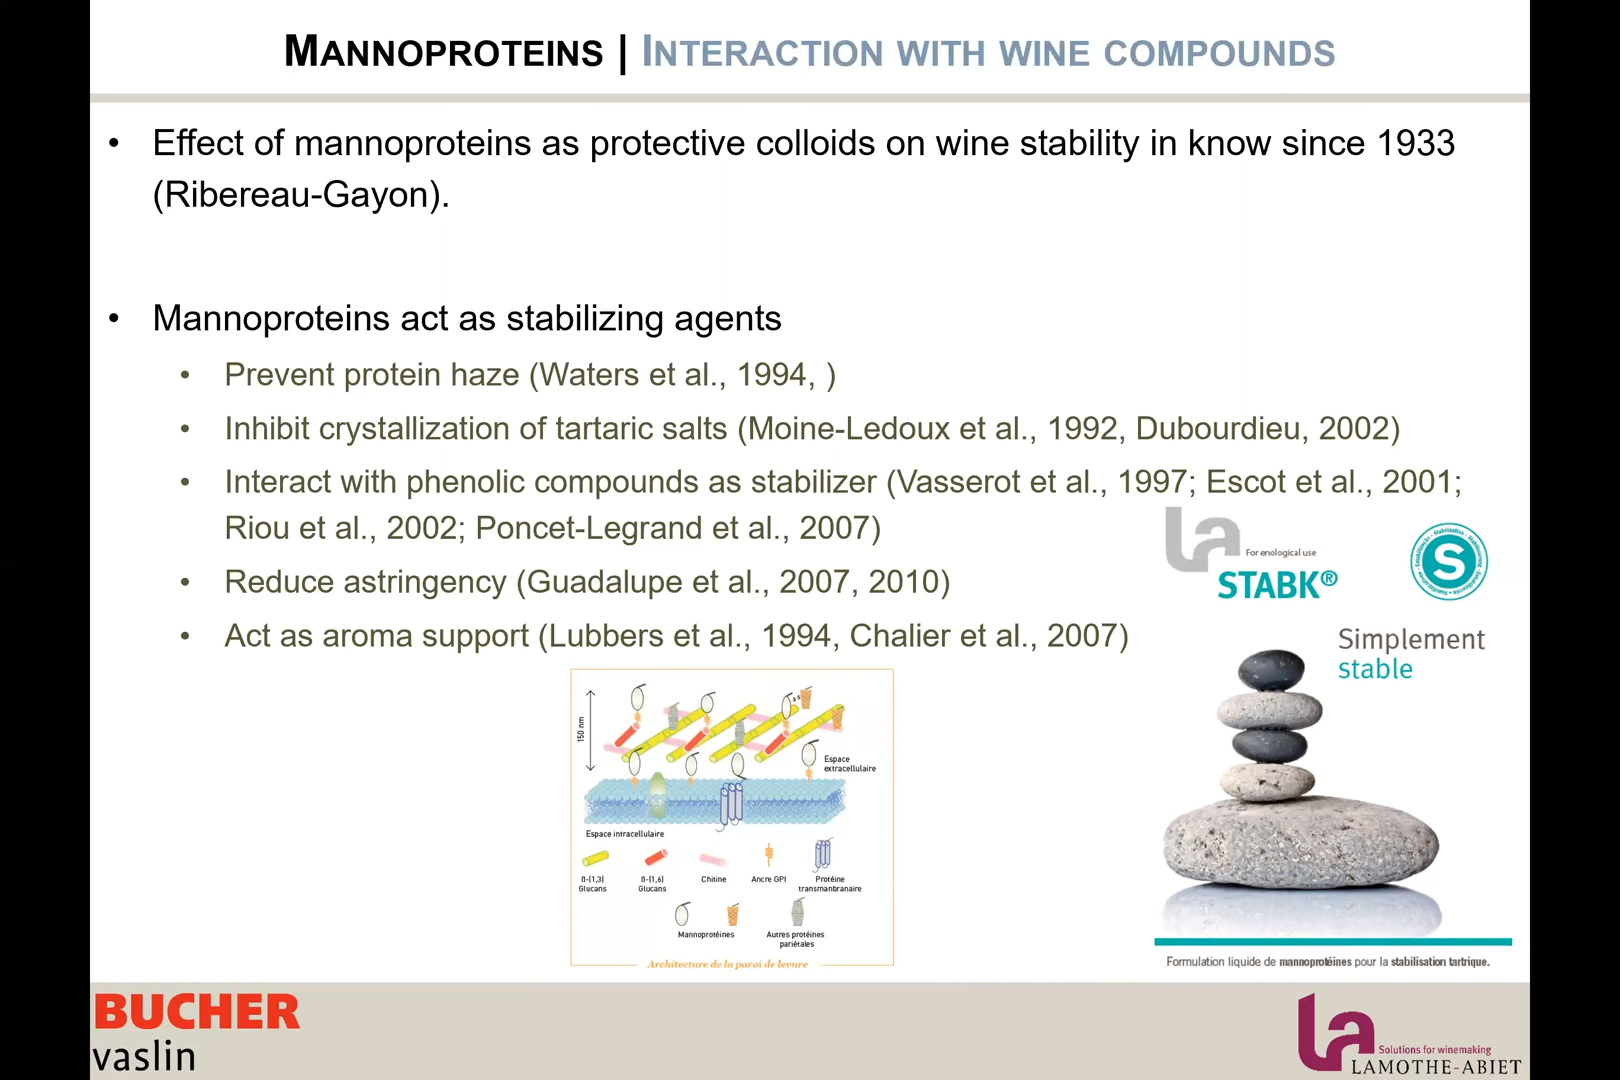 MANNOPROTEINS | INTERACTION WITH WINE COMPOUNDS
• Effect of mannoproteins as protective colloids on wine stability in know since 1933
(Ribereau-Gayon).
• Mannoproteins act as stabilizing agents
• Prevent protein haze (Waters et al., 1994, )
• Inhibit crystallization of tartaric salts (Moine-Ledoux et al., 1992, Dubourdieu, 2002)
• Interact with phenolic compounds as stabilizer (Vasserot et al., 1997; Escot et al., 2001;
Riou et al., 2002; Poncet-Legrand et al., 2007)
• Reduce astringency (Guadalupe et al., 2007, 2010)
• Act as aroma support (Lubbers et al., 1994, Chalier et al., 2007)
La
For enological use
STABK®
S
Simplement
stable
Formulation liquide de mannoprotéines pour la stabilisation tartrique.
150 nm
Espace
extracellulaire
Espace intracellulaire
ß-(1,3)
Glucans
ß-(1,6)
Glucans
Chitine
Ancre GPI
Protéine
transmanbranaire
Mannoprotéines
Autres protéines
pariétales
Architecture de la paroi de levure
BUCHER
vaslin
La
Solutions for winemaking
LAMOTHE-ABIET